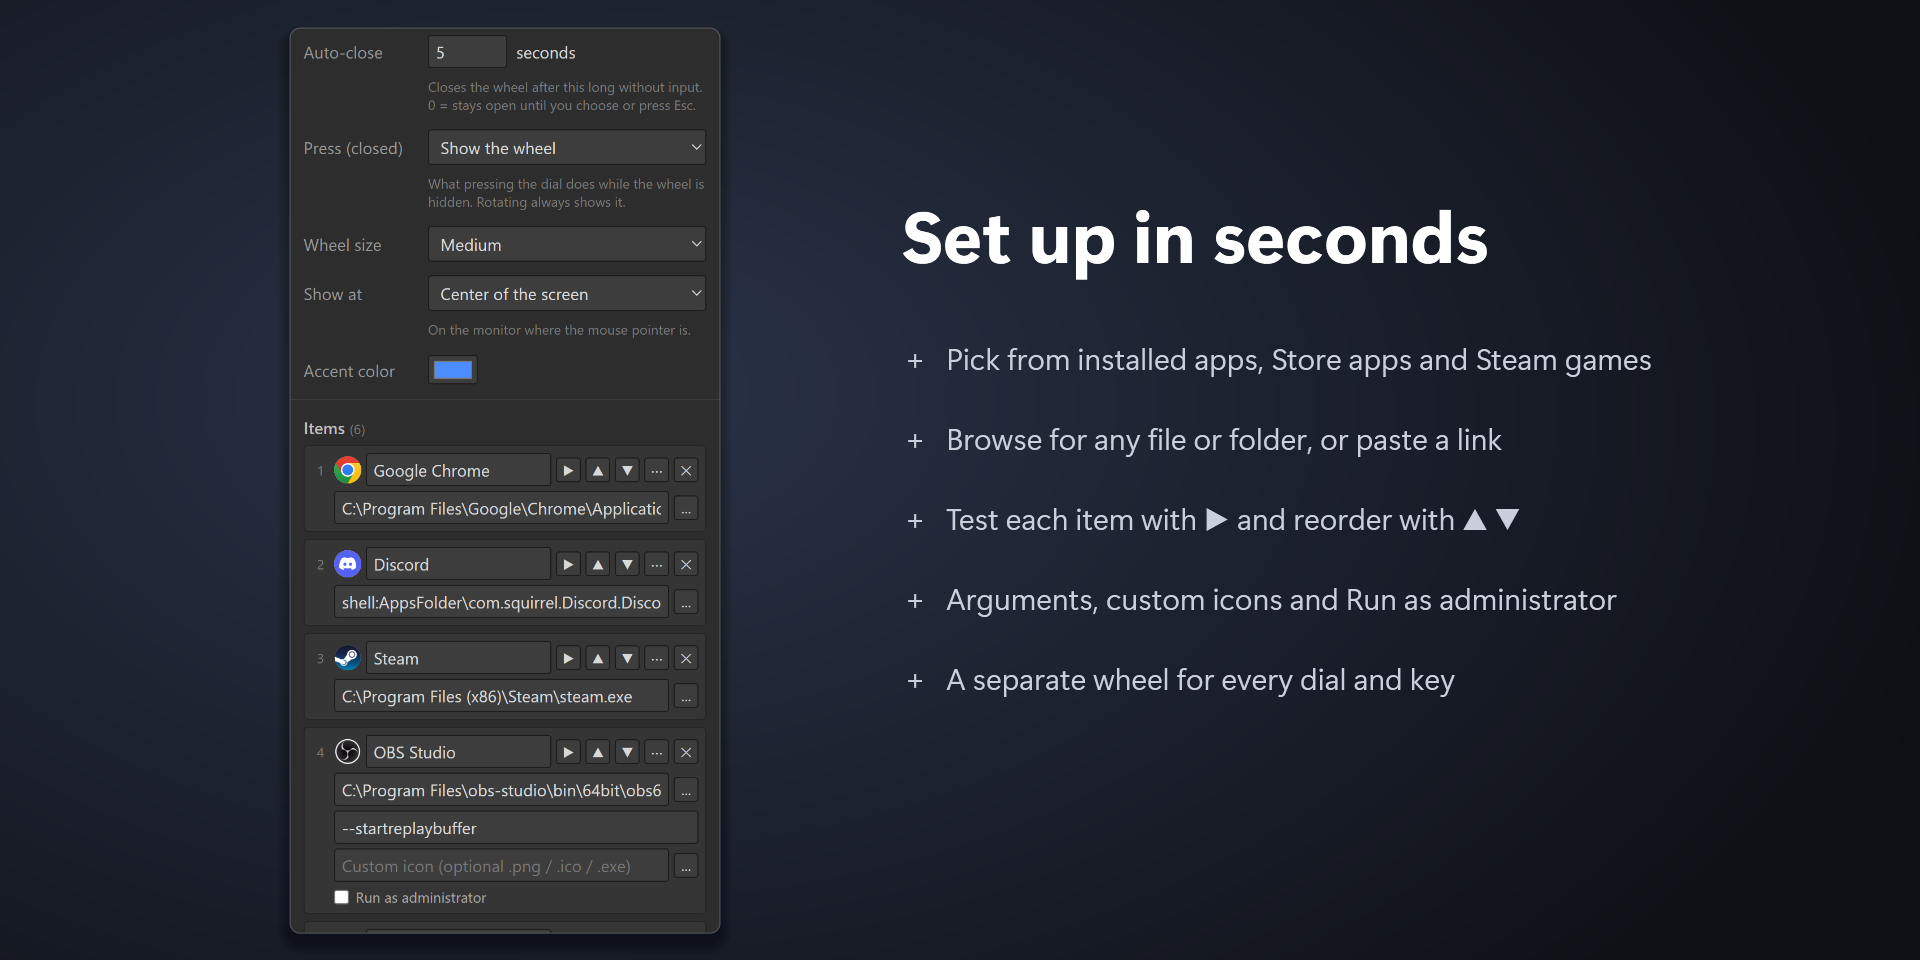 Auto-close
5
seconds
Closes the wheel after this long without input.
0 = stays open until you choose or press Esc.
Press (closed)
Show the wheel
What pressing the dial does while the wheel is
hidden. Rotating always shows it.
Wheel size
Medium
Show at
Center of the screen
On the monitor where the mouse pointer is.
Accent color
Items (6)
1 Google Chrome ▶ ▲ ▼ ... ✕
C:\Program Files\Google\Chrome\Applicatic ...
2 Discord ▶ ▲ ▼ ... ✕
shell:AppsFolder\com.squirrel.Discord.Disco ...
3 Steam ▶ ▲ ▼ ... ✕
C:\Program Files (x86)\Steam\steam.exe ...
4 OBS Studio ▶ ▲ ▼ ... ✕
C:\Program Files\obs-studio\bin\64bit\obs6 ...
--startreplaybuffer
Custom icon (optional .png / .ico / .exe) ...
Run as administrator
Set up in seconds
+ Pick from installed apps, Store apps and Steam games
+ Browse for any file or folder, or paste a link
+ Test each item with ▶ and reorder with ▲ ▼
+ Arguments, custom icons and Run as administrator
+ A separate wheel for every dial and key